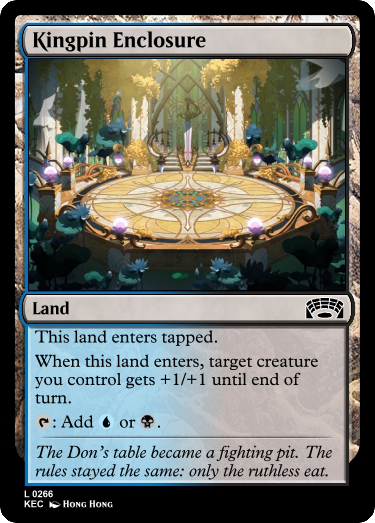 Kingpin Enclosure
Land
This land enters tapped.
When this land enters, target creature
you control gets +1/+1 until end of
turn.
: Add or .
The Don's table became a fighting pit. The
rules stayed the same: only the ruthless eat.
L 0266
KEC Hong Hong